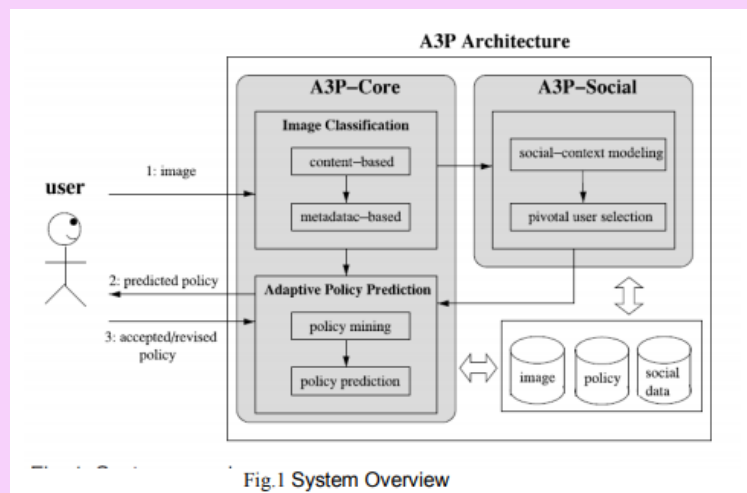 A3P Architecture
A3P–Core
A3P–Social
Image Classification
content–based
social–context modeling
1: image
user
metadatac–based
pivotal user selection
2: predicted policy
Adaptive Policy Prediction
policy mining
3: accepted/revised
policy
policy prediction
image
policy
social
data
Fig.1 System Overview